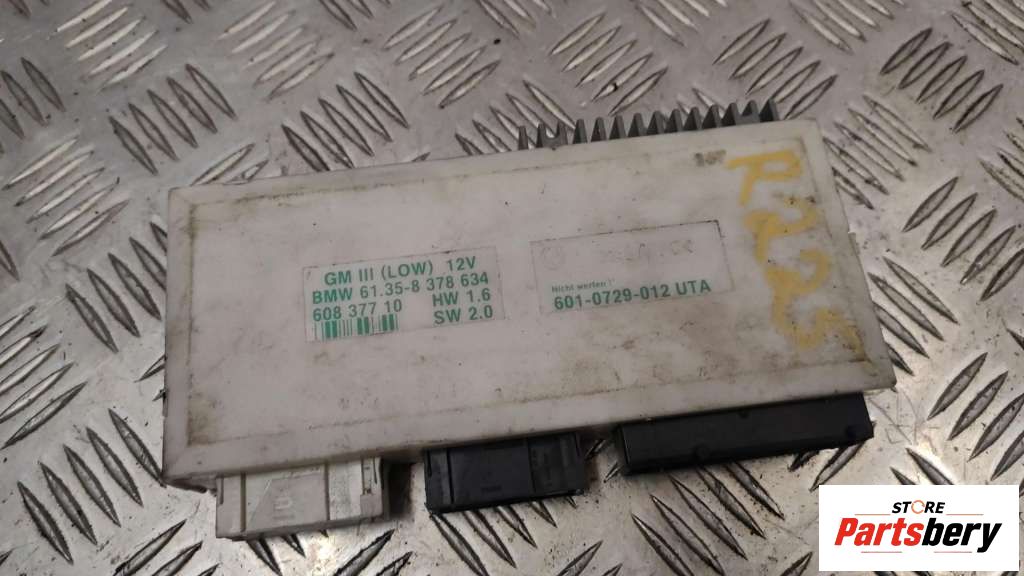 GM III (LOW) 12V
BMW 61.35-8 378 634
608 377 10 HW 1.6
SW 2.0
Nicht werfen!
601-0729-012 UTA
STORE
Partsbery